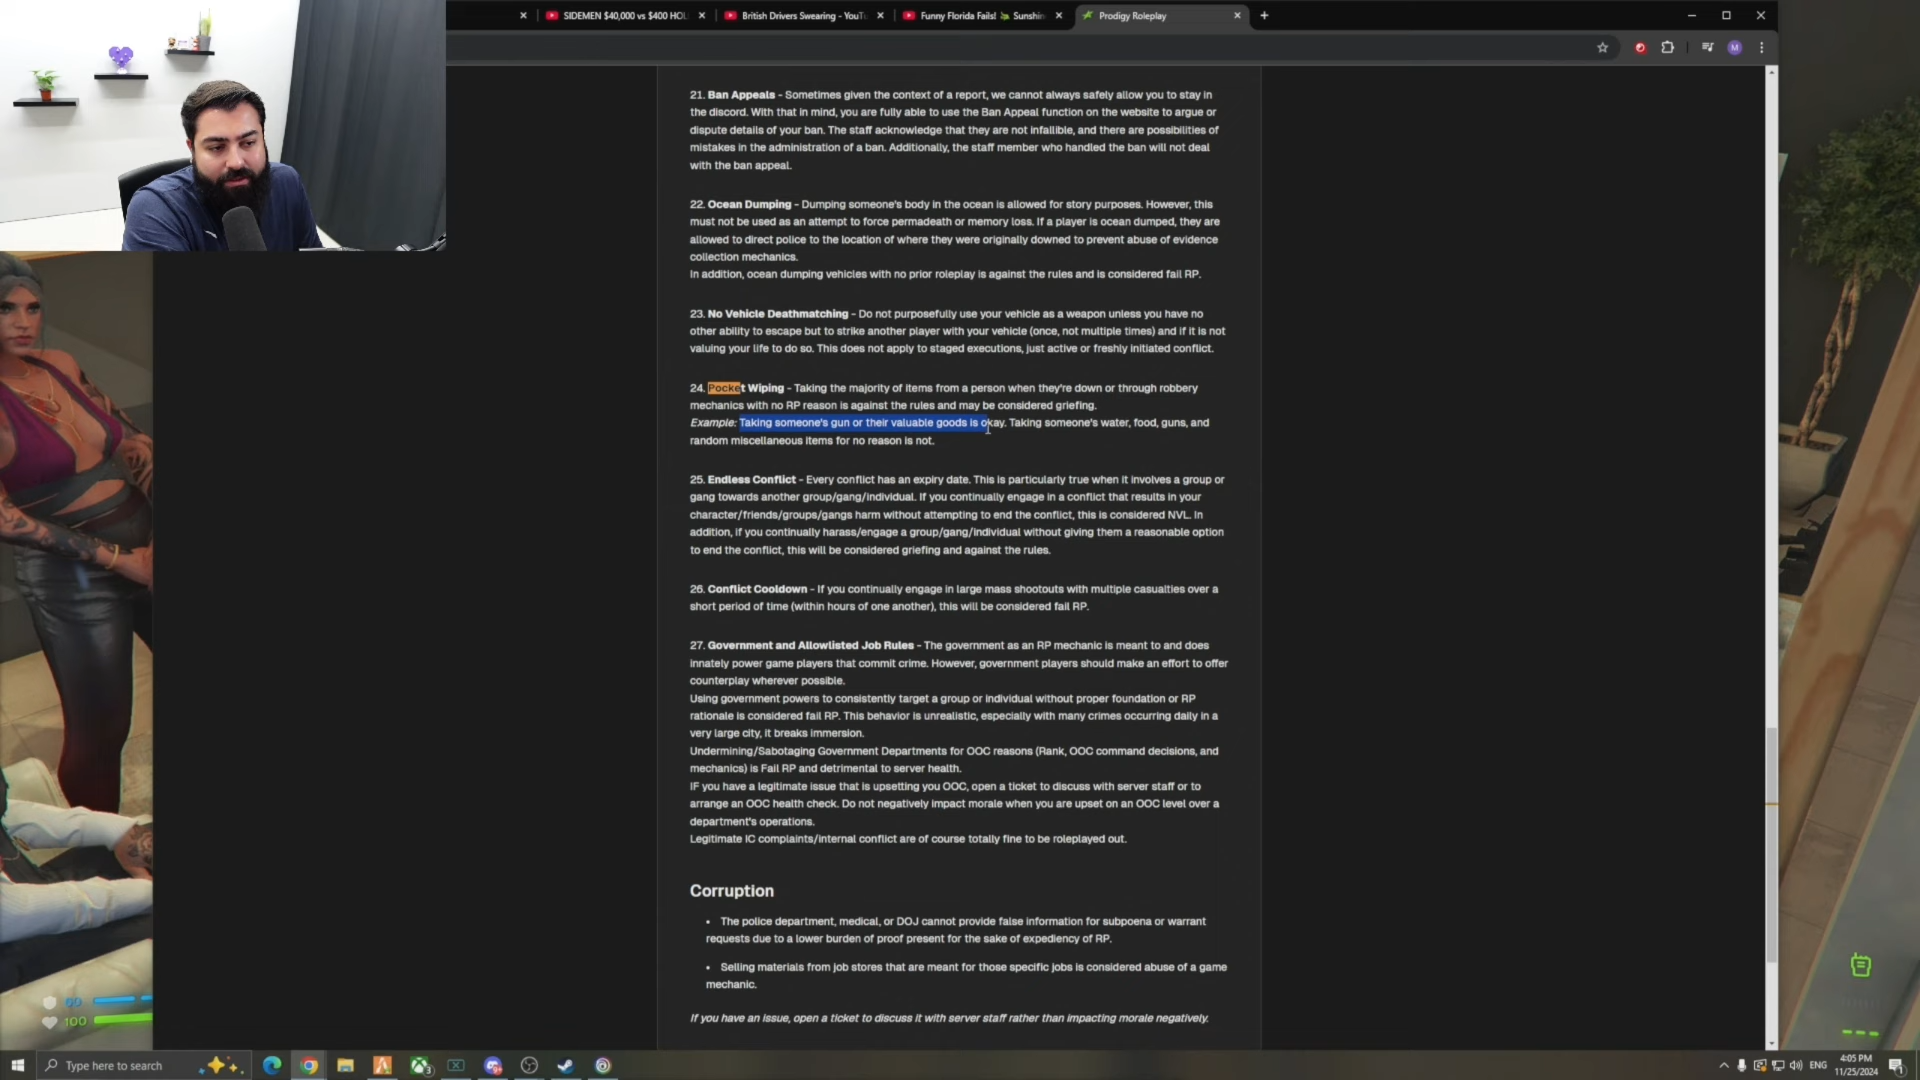 SIDEMEN $40,000 vs $400 HOL
British Drivers Swearing - YouTu
Funny Florida Fails! Sunshin
Prodigy Roleplay
M
21. Ban Appeals - Sometimes given the context of a report, we cannot always safely allow you to stay in
the discord. With that in mind, you are fully able to use the Ban Appeal function on the website to argue or
dispute details of your ban. The staff acknowledge that they are not infallible, and there are possibilities of
mistakes in the administration of a ban. Additionally, the staff member who handled the ban will not deal
with the ban appeal.
22. Ocean Dumping - Dumping someone's body in the ocean is allowed for story purposes. However, this
must not be used as an attempt to force permadeath or memory loss. If a player is ocean dumped, they are
allowed to direct police to the location of where they were originally downed to prevent abuse of evidence
collection mechanics.
In addition, ocean dumping vehicles with no prior roleplay is against the rules and is considered fail RP.
23. No Vehicle Deathmatching - Do not purposefully use your vehicle as a weapon unless you have no
other ability to escape but to strike another player with your vehicle (once, not multiple times) and if it is not
valuing your life to do so. This does not apply to staged executions, just active or freshly initiated conflict.
24. Pocket Wiping - Taking the majority of items from a person when they're down or through robbery
mechanics with no RP reason is against the rules and may be considered griefing.
Example: Taking someone's gun or their valuable goods is okay. Taking someone's water, food, guns, and
random miscellaneous items for no reason is not.
25. Endless Conflict - Every conflict has an expiry date. This is particularly true when it involves a group or
gang towards another group/gang/individual. If you continually engage in a conflict that results in your
character/friends/groups/gangs harm without attempting to end the conflict, this is considered NVL. In
addition, if you continually harass/engage a group/gang/individual without giving them a reasonable option
to end the conflict, this will be considered griefing and against the rules.
26. Conflict Cooldown - If you continually engage in large mass shootouts with multiple casualties over a
short period of time (within hours of one another), this will be considered fail RP.
27. Government and Allowlisted Job Rules - The government as an RP mechanic is meant to and does
innately power game players that commit crime. However, government players should make an effort to offer
counterplay wherever possible.
Using government powers to consistently target a group or individual without proper foundation or RP
rationale is considered fail RP. This behavior is unrealistic, especially with many crimes occurring daily in a
very large city, it breaks immersion.
Undermining/Sabotaging Government Departments for OOC reasons (Rank, OOC command decisions, and
mechanics) is Fail RP and detrimental to server health.
IF you have a legitimate issue that is upsetting you OOC, open a ticket to discuss with server staff or to
arrange an OOC health check. Do not negatively impact morale when you are upset on an OOC level over a
department's operations.
Legitimate IC complaints/internal conflict are of course totally fine to be roleplayed out.
Corruption
• The police department, medical, or DOJ cannot provide false information for subpoena or warrant
requests due to a lower burden of proof present for the sake of expediency of RP.
• Selling materials from job stores that are meant for those specific jobs is considered abuse of a game
mechanic.
If you have an issue, open a ticket to discuss it with server staff rather than impacting morale negatively.
60
100
Type here to search
ENG
4:05 PM
11/25/2024